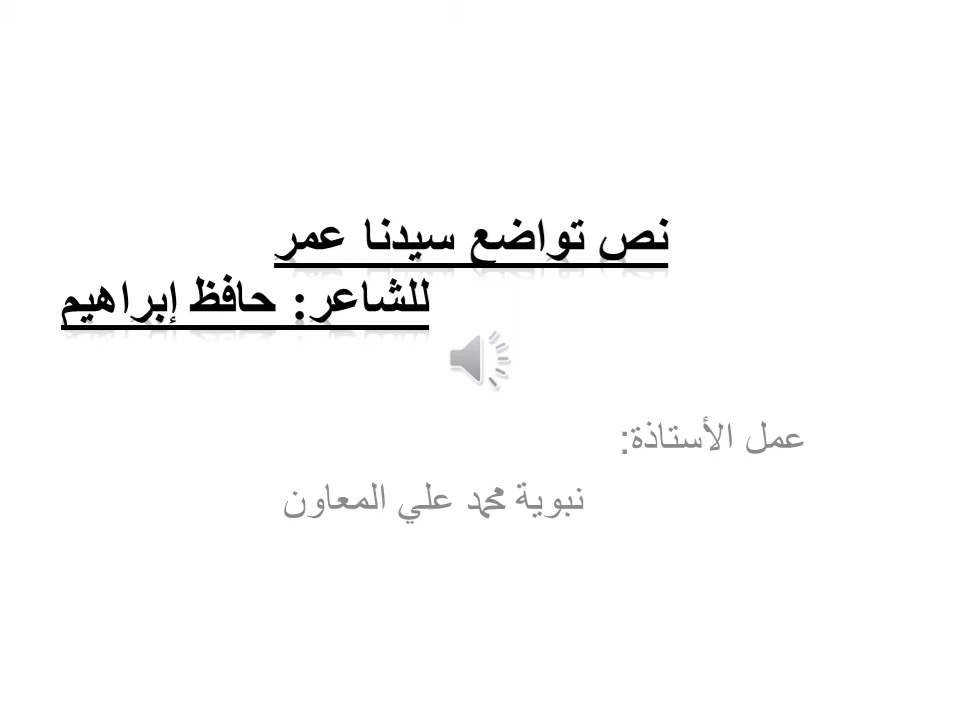 نص تواضع سيدنا عمر
للشاعر: حافظ إبراهيم
عمل الأستاذة:
نبوية محمد علي المعاون